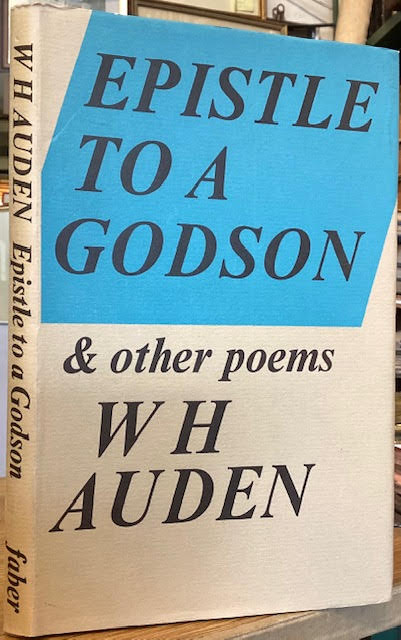 EPISTLE
TO A
GODSON
& other poems
W H
AUDEN
W H AUDEN Epistle to a Godson faber